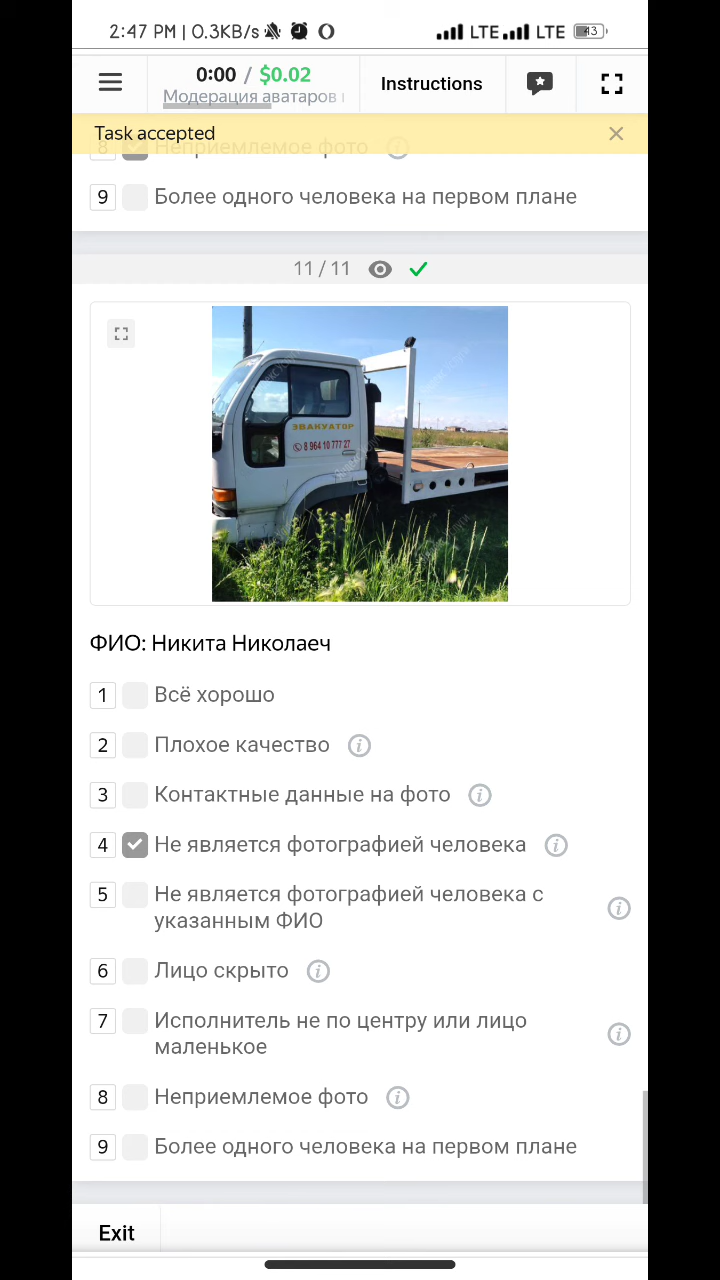 2:47 PM | 0.3KB/s
LTE LTE 43
0:00 / $0.02
Модерация аватаров
Instructions
Task accepted
8 Неприемлемое фото
9 Более одного человека на первом плане
11 / 11
ЭВАКУАТОР
8 964 10 777 27
ФИО: Никита Николаеч
1 Всё хорошо
2 Плохое качество
3 Контактные данные на фото
4 Не является фотографией человека
5 Не является фотографией человека с
указанным ФИО
6 Лицо скрыто
7 Исполнитель не по центру или лицо
маленькое
8 Неприемлемое фото
9 Более одного человека на первом плане
Exit